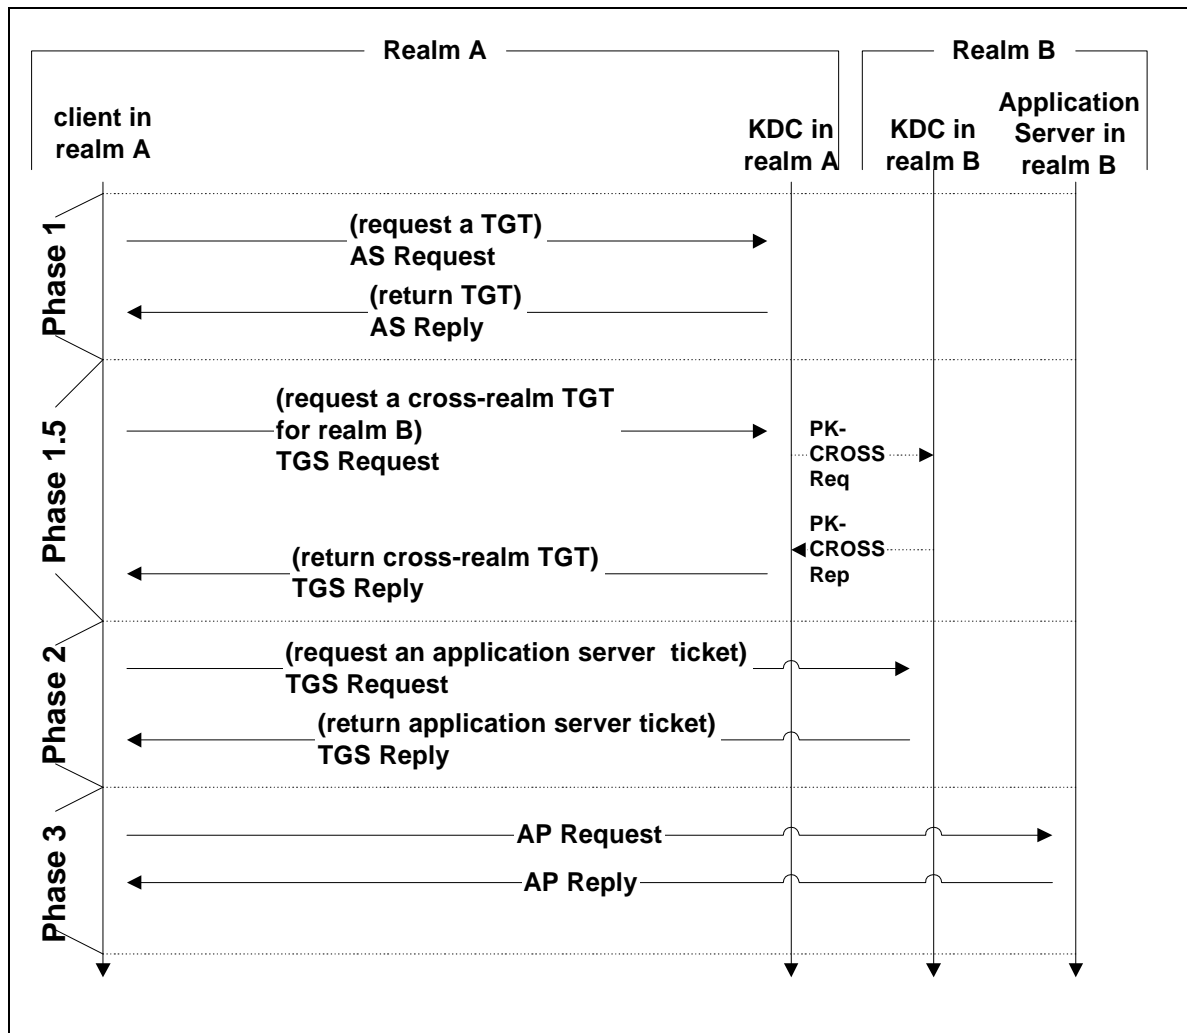 Realm A
Realm B
client in
realm A
KDC in
realm A
KDC in
realm B
Application
Server in
realm B
Phase 1
(request a TGT)
AS Request
(return TGT)
AS Reply
Phase 1.5
(request a cross-realm TGT
for realm B)
TGS Request
PK-
CROSS
Req
PK-
CROSS
Rep
(return cross-realm TGT)
TGS Reply
Phase 2
(request an application server ticket)
TGS Request
(return application server ticket)
TGS Reply
Phase 3
AP Request
AP Reply